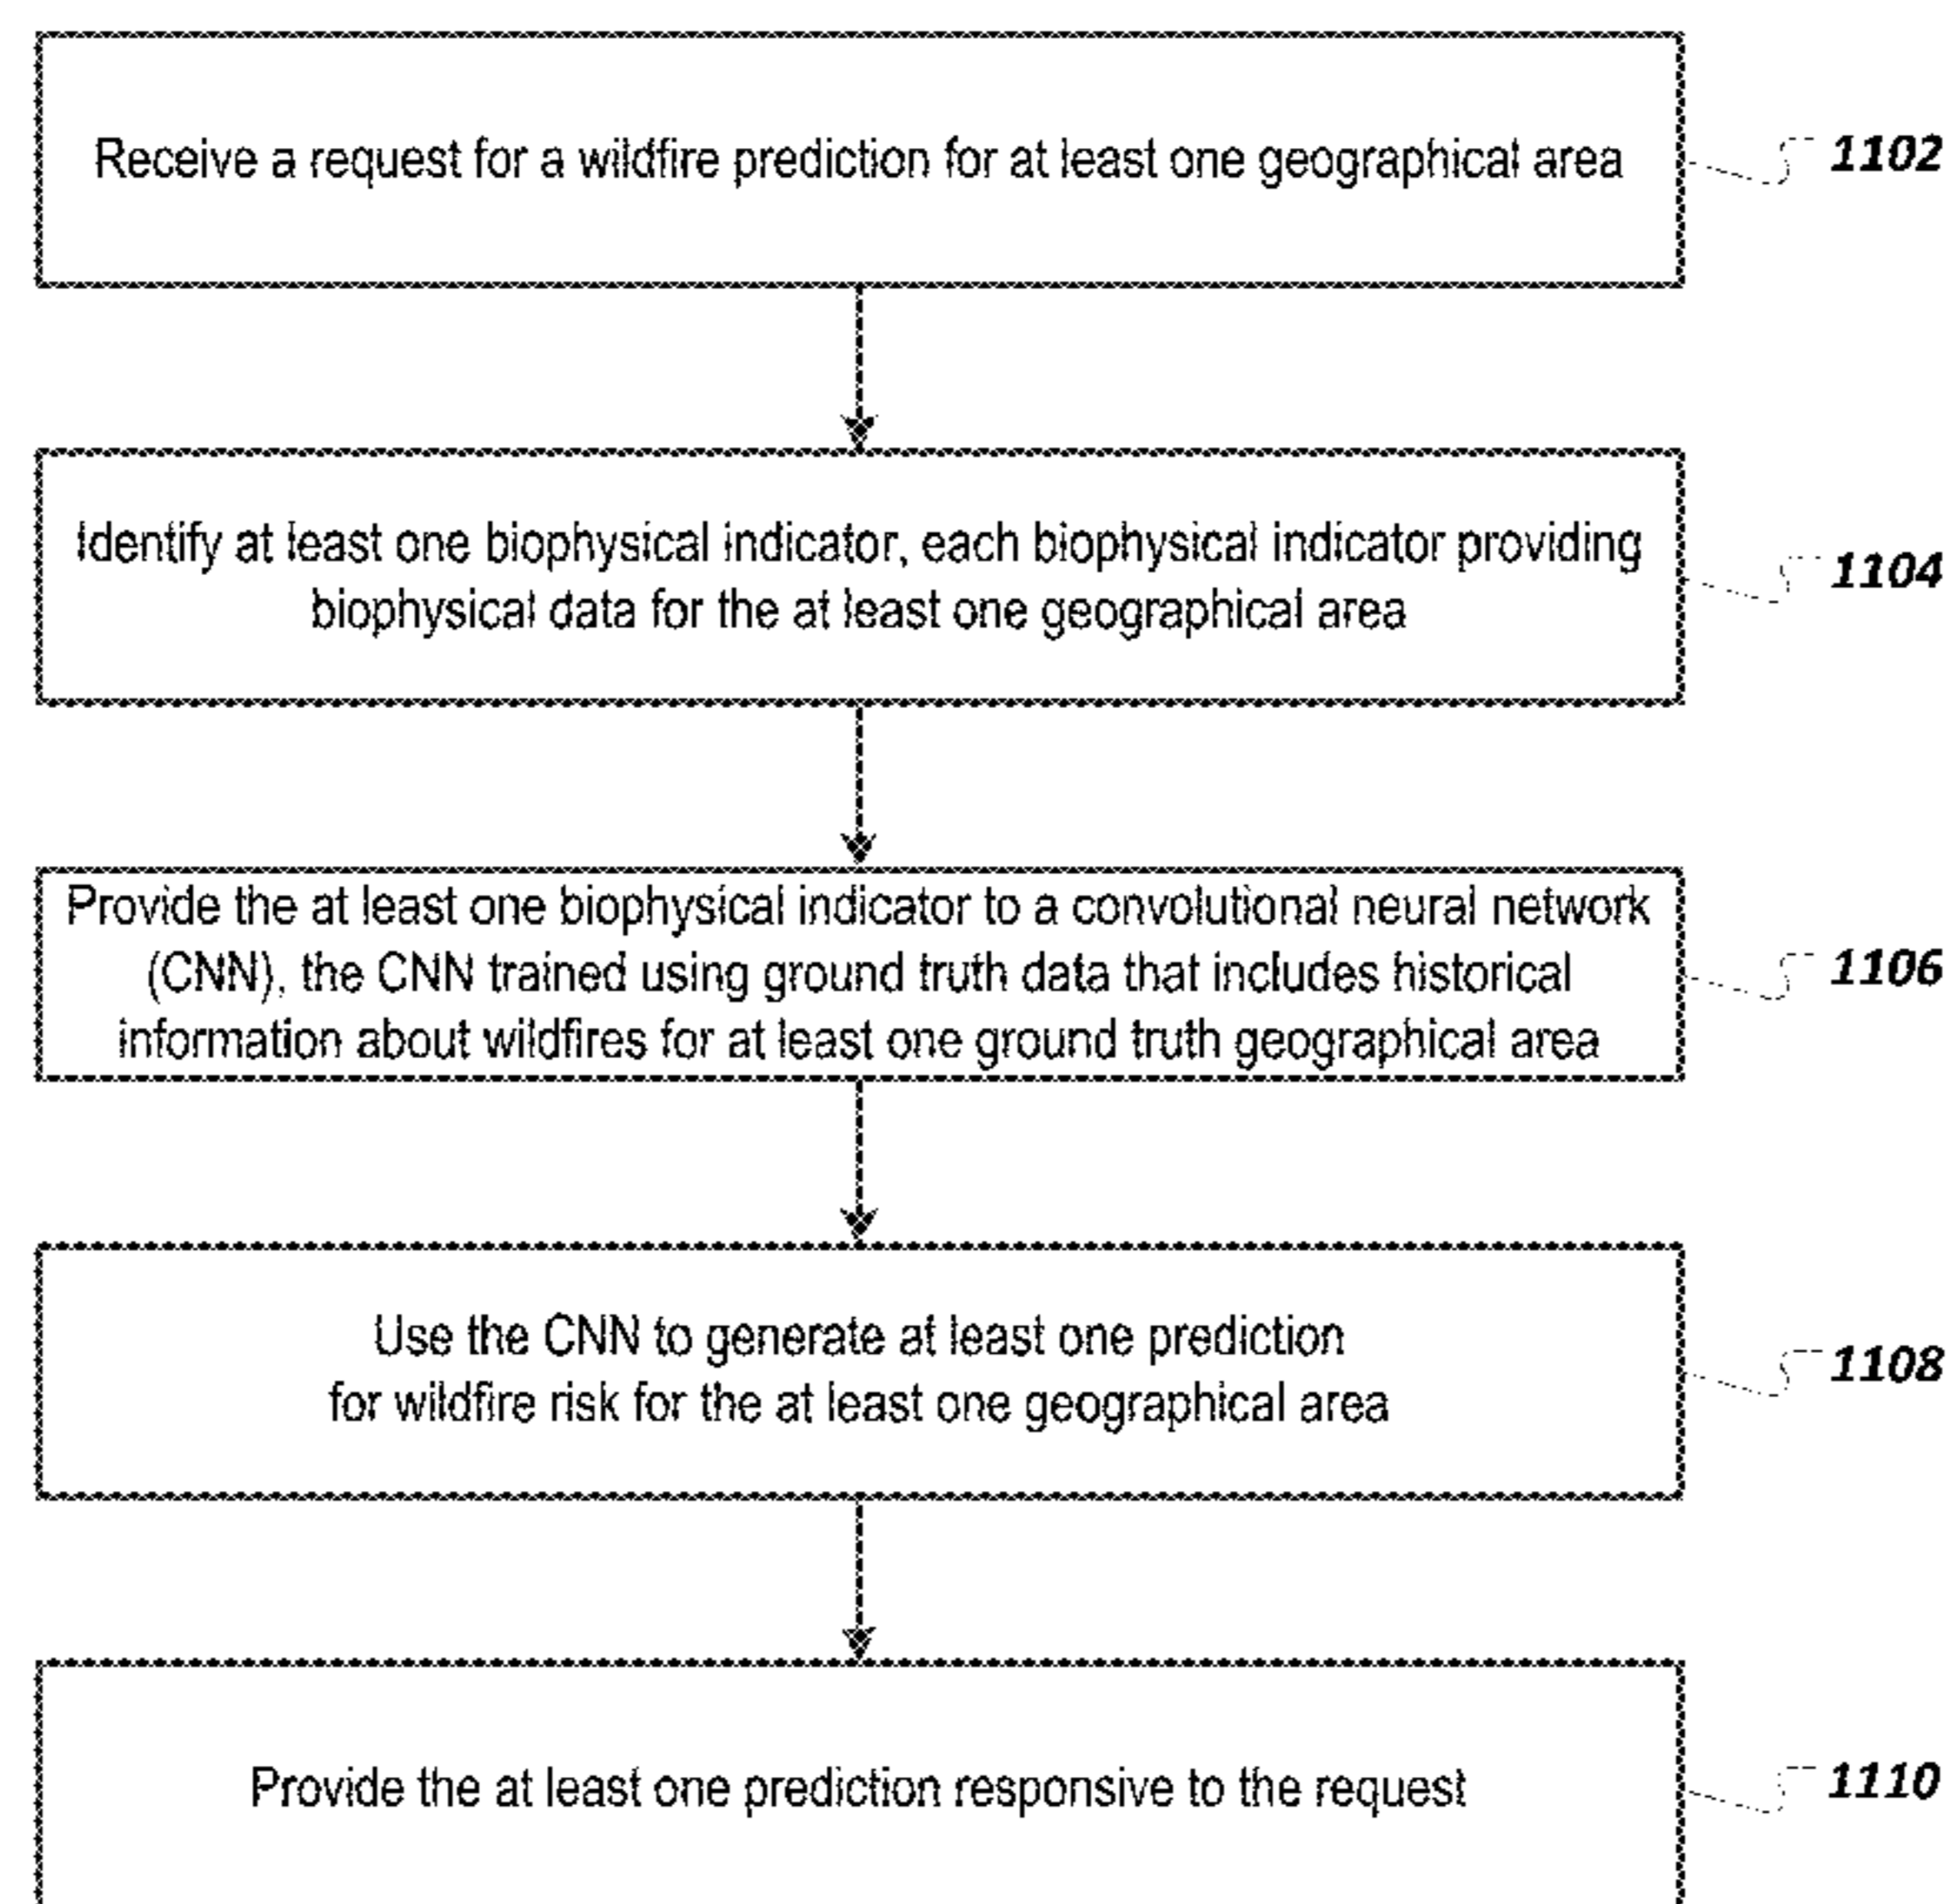 Receive a request for a wildfire prediction for at least one geographical area
1102
Identify at least one biophysical indicator, each biophysical indicator providing
biophysical data for the at least one geographical area
1104
Provide the at least one biophysical indicator to a convolutional neural network
(CNN), the CNN trained using ground truth data that includes historical
information about wildfires for at least one ground truth geographical area
1106
Use the CNN to generate at least one prediction
for wildfire risk for the at least one geographical area
1108
Provide the at least one prediction responsive to the request
1110